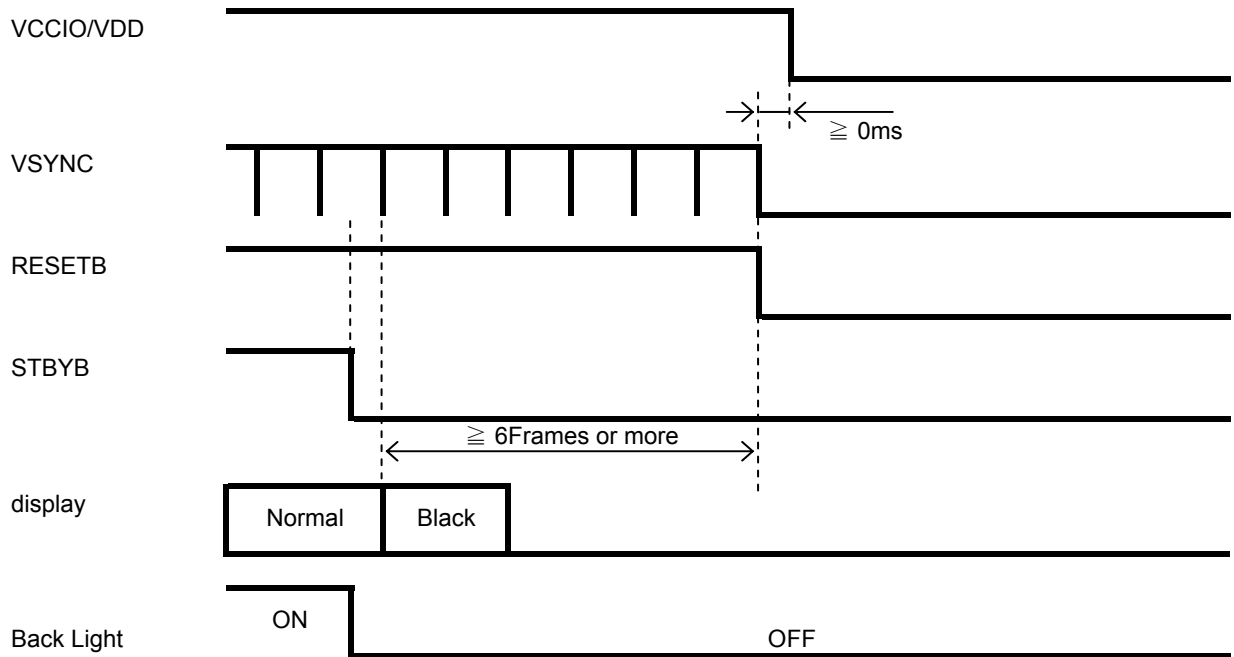 VCCIO/VDD
≧ 0ms
VSYNC
RESETB
STBYB
≧ 6Frames or more
display
Normal
Black
Back Light
ON
OFF